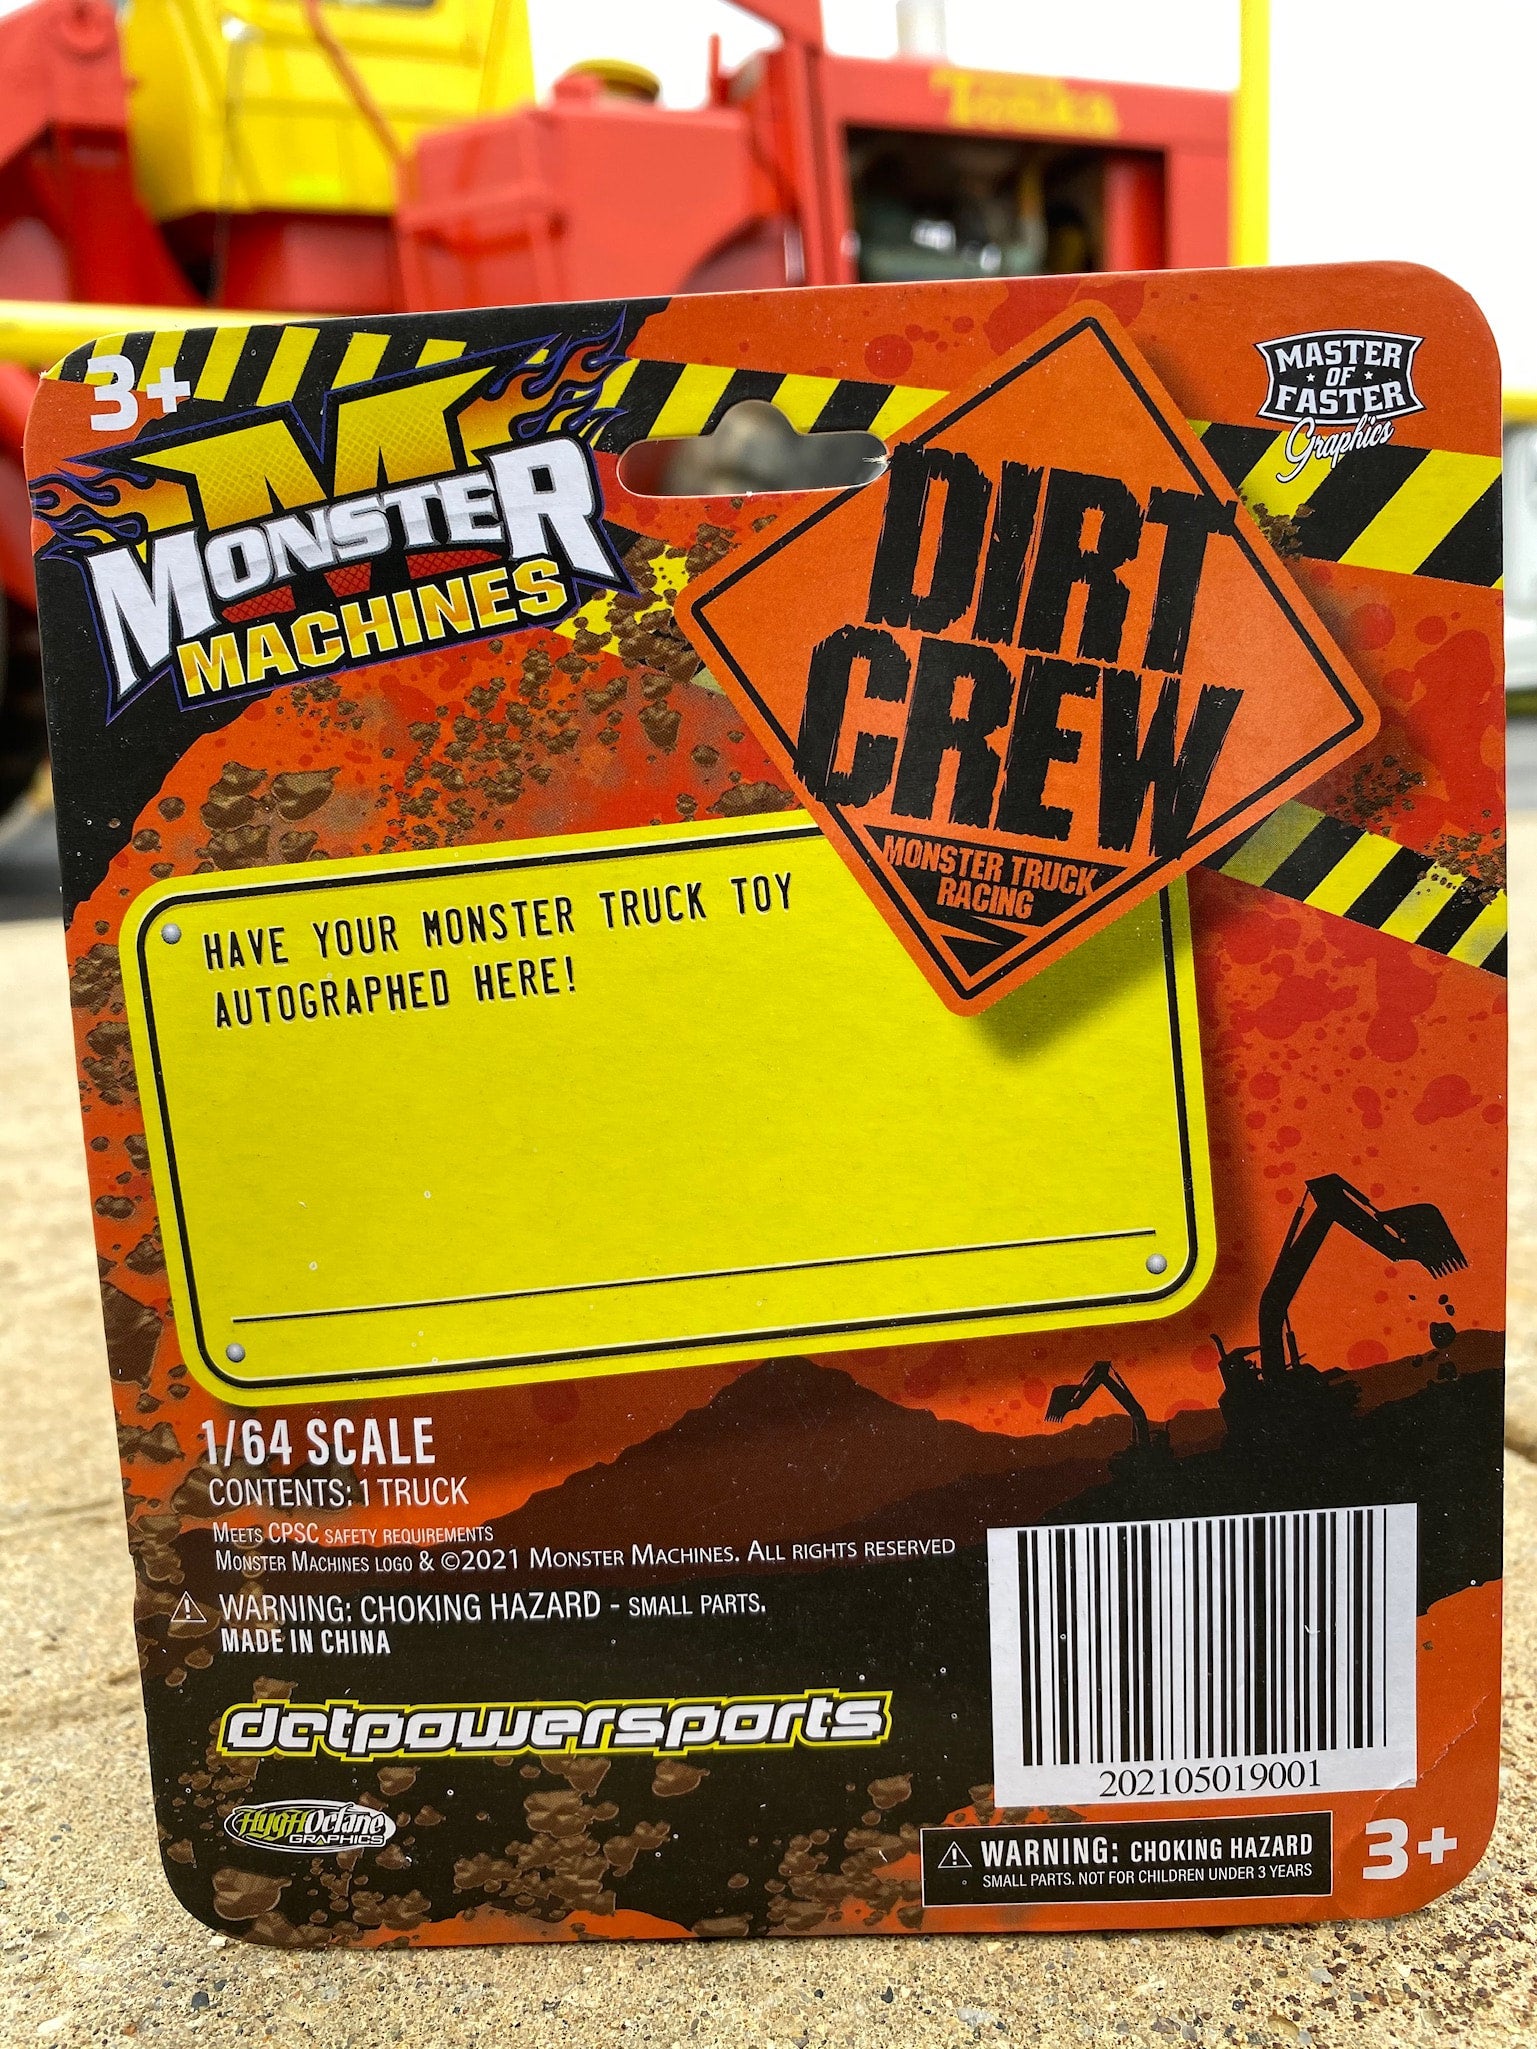 Tonka
3+
MONSTER
MACHINES
MASTER
OF
FASTER
Graphics
DIRT
CREW
MONSTER TRUCK
RACING
HAVE YOUR MONSTER TRUCK TOY
AUTOGRAPHED HERE!
1/64 SCALE
CONTENTS: 1 TRUCK
MEETS CPSC SAFETY REQUIREMENTS
MONSTER MACHINES LOGO & ©2021 MONSTER MACHINES. ALL RIGHTS RESERVED
WARNING: CHOKING HAZARD - SMALL PARTS.
MADE IN CHINA
dctpowersports
HyghOctane
GRAPHICS
202105019001
WARNING: CHOKING HAZARD
SMALL PARTS. NOT FOR CHILDREN UNDER 3 YEARS
3+